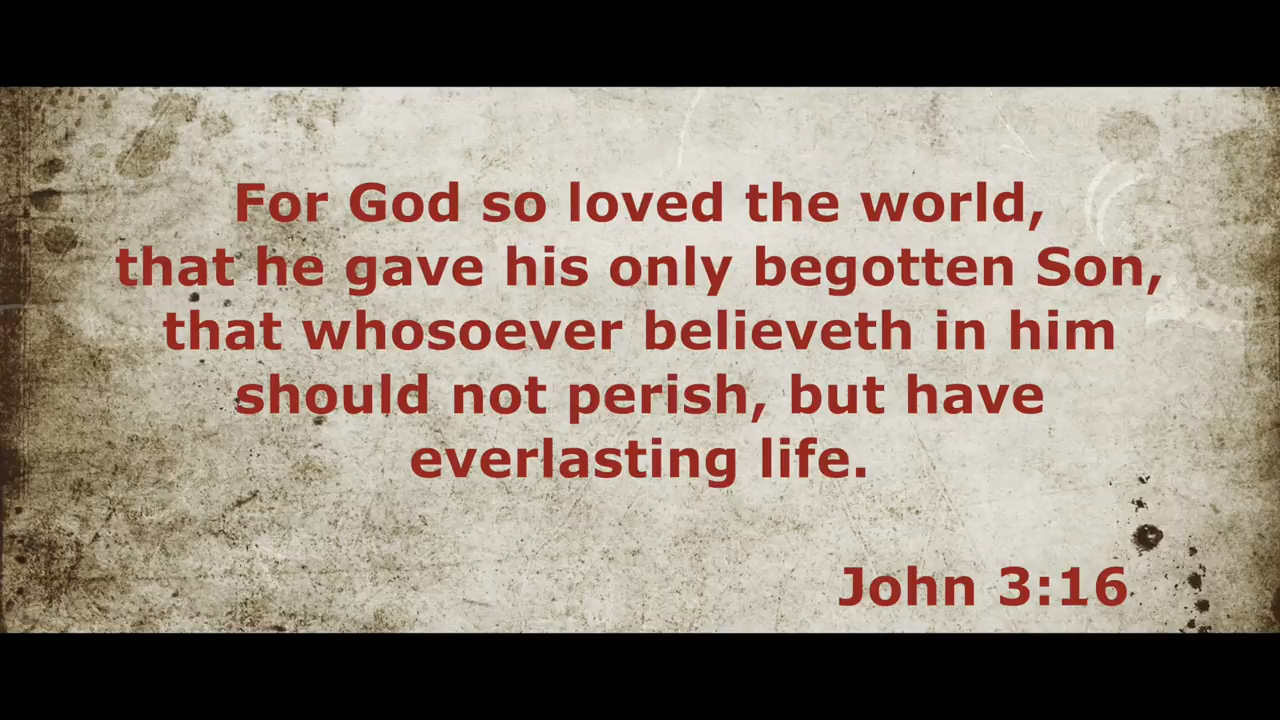 For God so loved the world,
that he gave his only begotten Son,
that whosoever believeth in him
should not perish, but have
everlasting life.
John 3:16